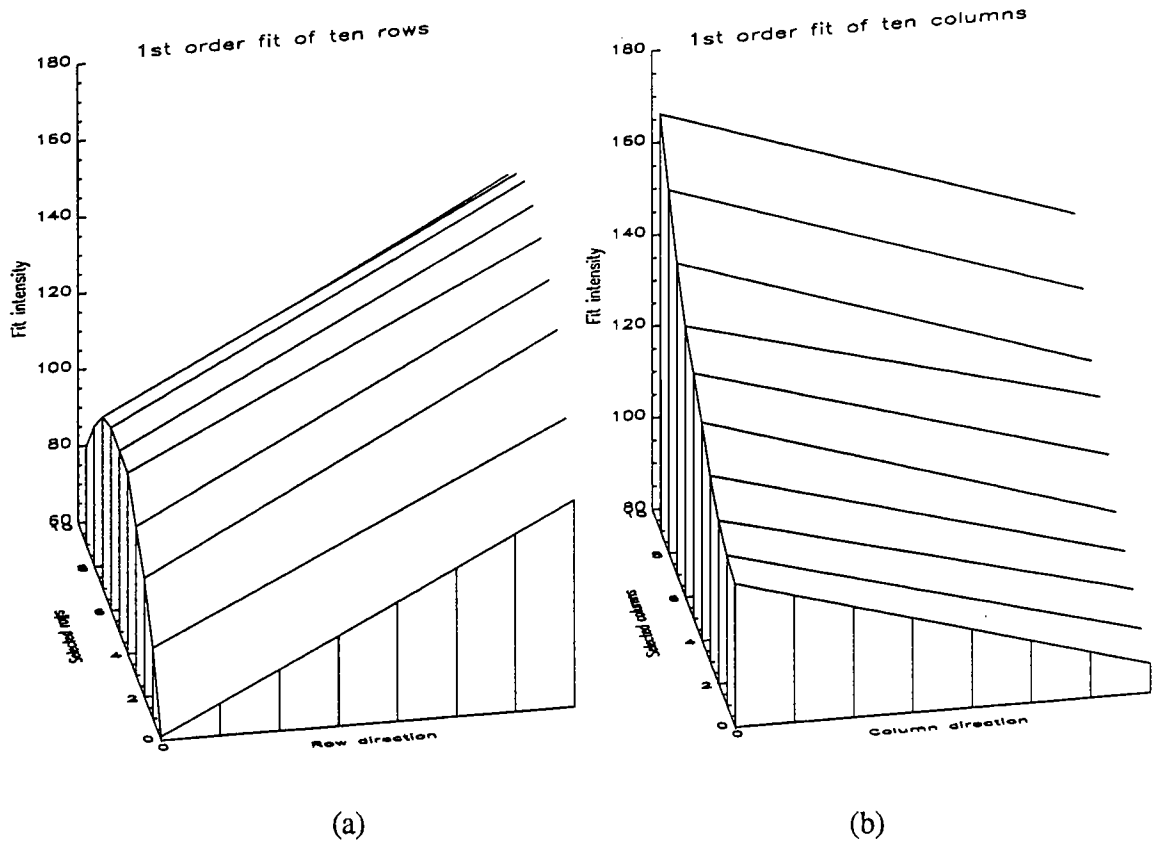 1st order fit of ten rows
180
160
140
120
100
80
60
Fit intensity
10
8
6
4
2
0
Selected rows
0
Row direction
(a)
1st order fit of ten columns
180
160
140
120
100
80
Fit intensity
10
8
6
4
2
0
Selected columns
0
Column direction
(b)